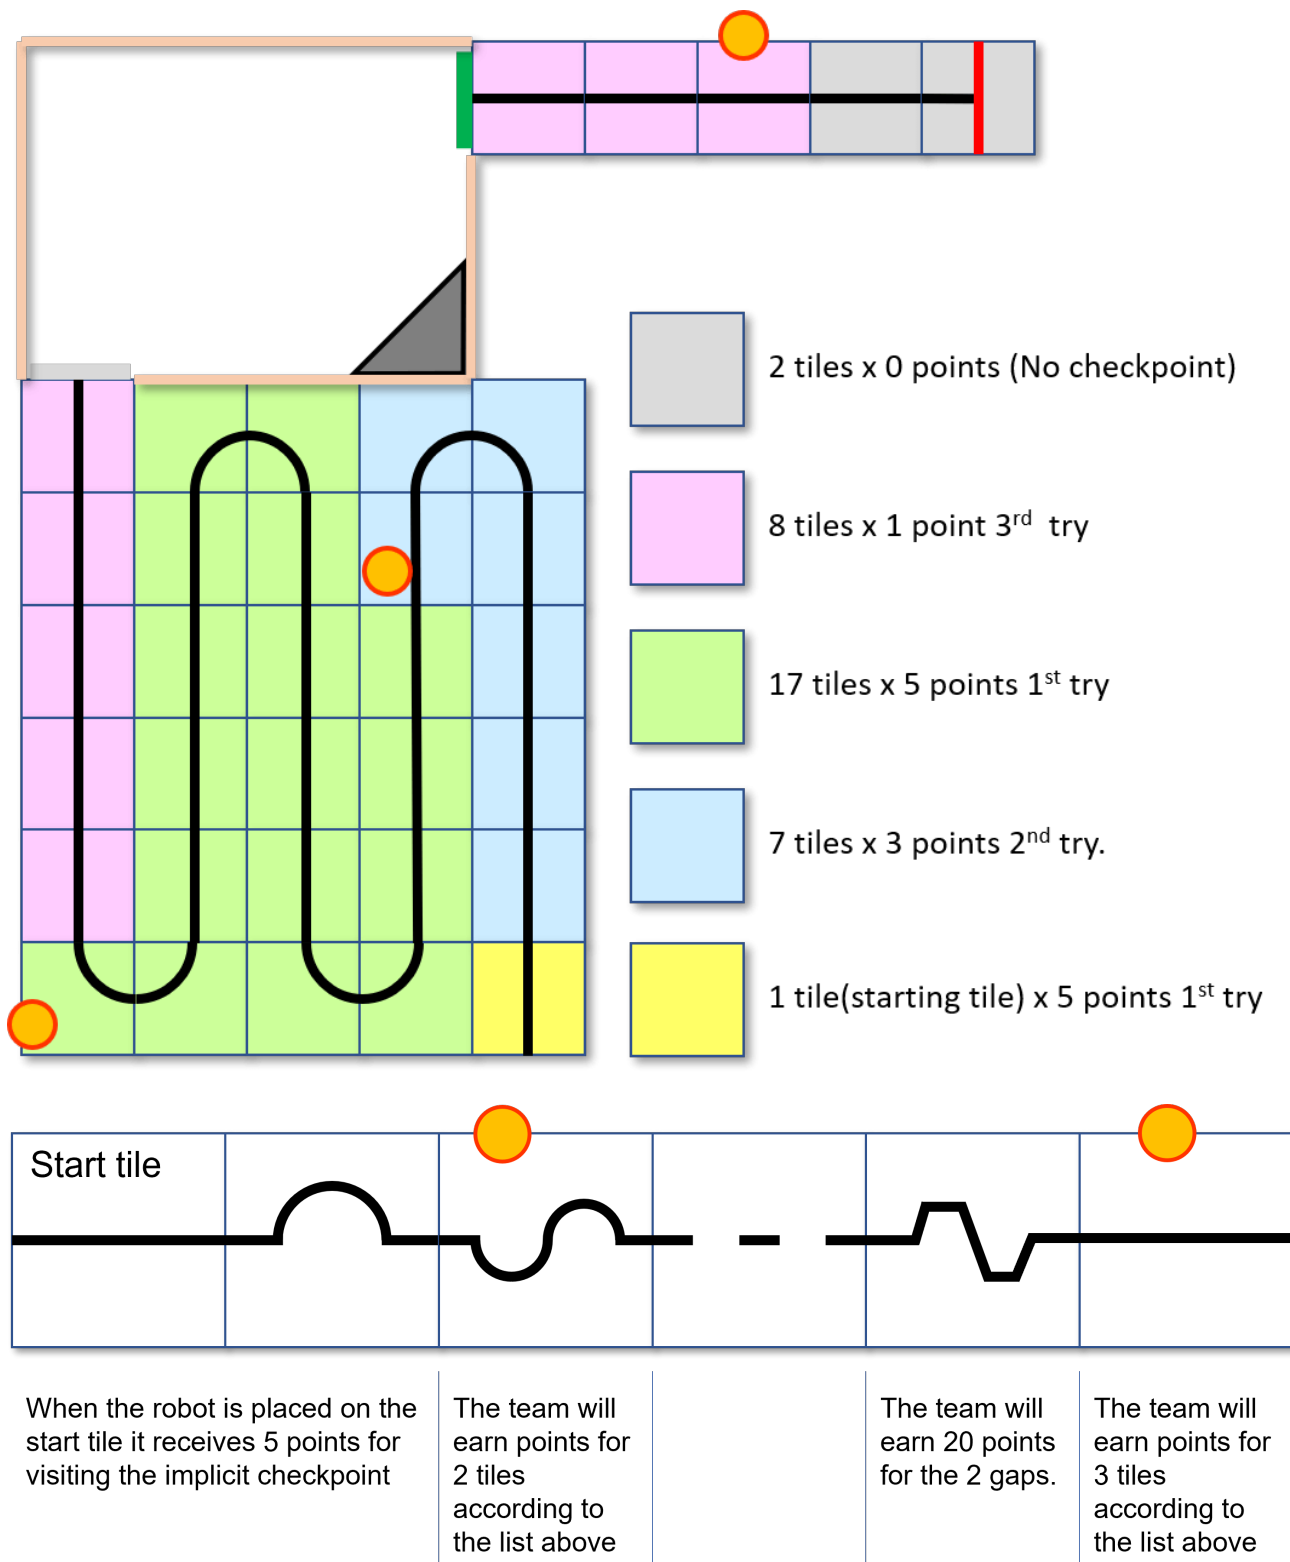 2 tiles x 0 points (No checkpoint)
8 tiles x 1 point 3rd try
17 tiles x 5 points 1st try
7 tiles x 3 points 2nd try.
1 tile(starting tile) x 5 points 1st try
Start tile
When the robot is placed on the
start tile it receives 5 points for
visiting the implicit checkpoint
The team will
earn points for
2 tiles
according to
the list above
The team will
earn 20 points
for the 2 gaps.
The team will
earn points for
3 tiles
according to
the list above